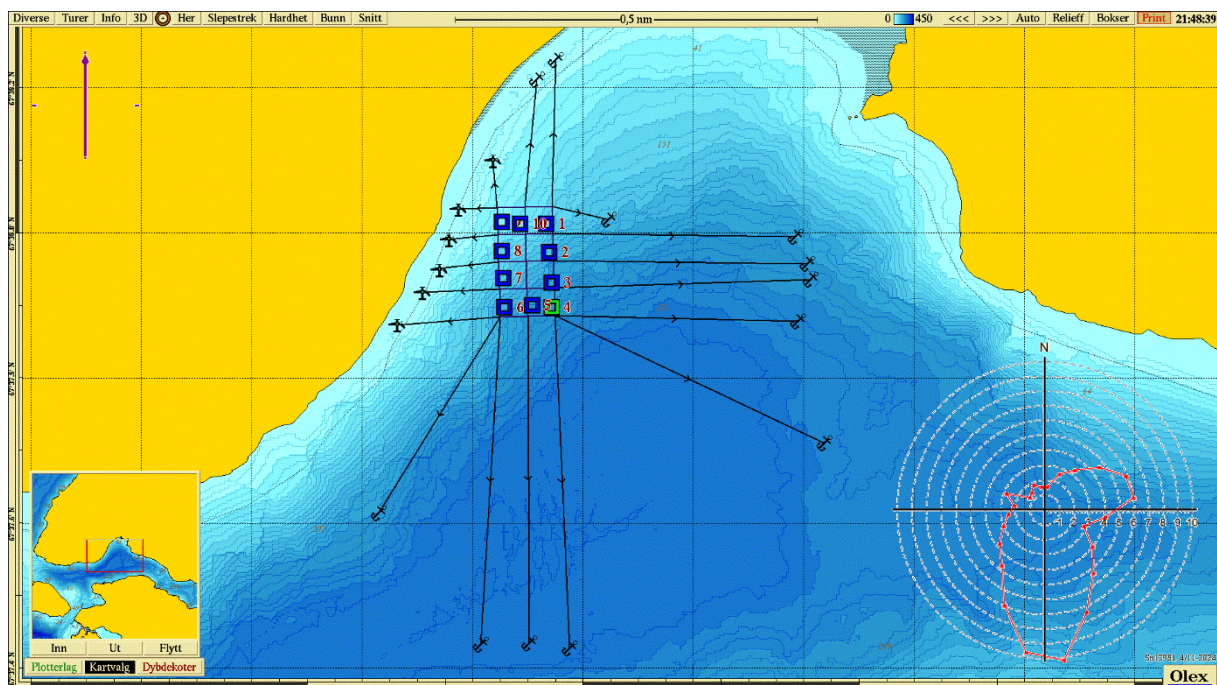 Diverse Turer Info 3D Her Slepestrek Hardhet Bunn Snitt 0,5 nm 0 450 <<< >>> Auto Relieff Bokser Print 21:48:39
41
131
10 1
8 2
7 3
6 5 4
N
1 2 3 4 5 6 7 8 9 10
Inn Ut Flytt
Plotterlag Kartvalg Dybdekoter
Olex